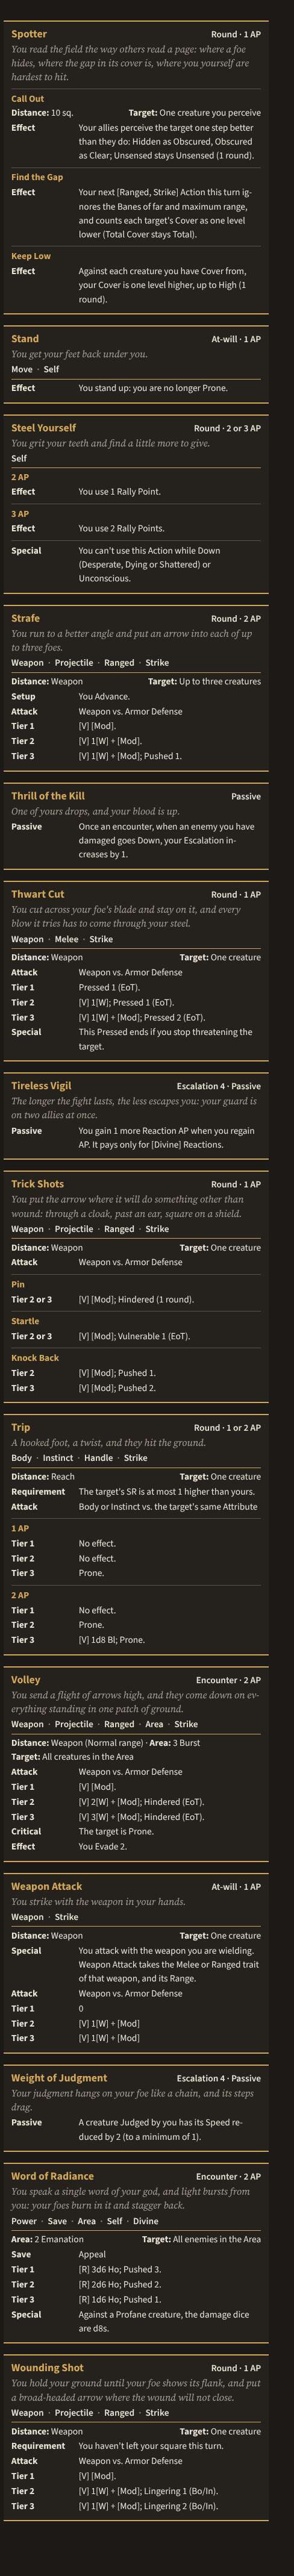 Spotter Round · 1 AP
You read the field the way others read a page: where a foe
hides, where the gap in its cover is, where you yourself are
hardest to hit.
Call Out
Distance: 10 sq. Target: One creature you perceive
Effect Your allies perceive the target one step better
than they do: Hidden as Obscured, Obscured
as Clear; Unsensed stays Unsensed (1 round).
Find the Gap
Effect Your next [Ranged, Strike] Action this turn ig-
nores the Banes of far and maximum range,
and counts each target's Cover as one level
lower (Total Cover stays Total).
Keep Low
Effect Against each creature you have Cover from,
your Cover is one level higher, up to High (1
round).
Stand At-will · 1 AP
You get your feet back under you.
Move · Self
Effect You stand up: you are no longer Prone.
Steel Yourself Round · 2 or 3 AP
You grit your teeth and find a little more to give.
Self
2 AP
Effect You use 1 Rally Point.
3 AP
Effect You use 2 Rally Points.
Special You can't use this Action while Down
(Desperate, Dying or Shattered) or
Unconscious.
Strafe Round · 2 AP
You run to a better angle and put an arrow into each of up
to three foes.
Weapon · Projectile · Ranged · Strike
Distance: Weapon Target: Up to three creatures
Setup You Advance.
Attack Weapon vs. Armor Defense
Tier 1 [V] [Mod].
Tier 2 [V] 1[W] + [Mod].
Tier 3 [V] 1[W] + [Mod]; Pushed 1.
Thrill of the Kill Passive
One of yours drops, and your blood is up.
Passive Once an encounter, when an enemy you have
damaged goes Down, your Escalation in-
creases by 1.
Thwart Cut Round · 1 AP
You cut across your foe's blade and stay on it, and every
blow it tries has to come through your steel.
Weapon · Melee · Strike
Distance: Weapon Target: One creature
Attack Weapon vs. Armor Defense
Tier 1 Pressed 1 (EoT).
Tier 2 [V] 1[W]; Pressed 1 (EoT).
Tier 3 [V] 1[W] + [Mod]; Pressed 2 (EoT).
Special This Pressed ends if you stop threatening the
target.
Tireless Vigil Escalation 4 · Passive
The longer the fight lasts, the less escapes you: your guard is
on two allies at once.
Passive You gain 1 more Reaction AP when you regain
AP. It pays only for [Divine] Reactions.
Trick Shots Round · 1 AP
You put the arrow where it will do something other than
wound: through a cloak, past an ear, square on a shield.
Weapon · Projectile · Ranged · Strike
Distance: Weapon Target: One creature
Attack Weapon vs. Armor Defense
Pin
Tier 2 or 3 [V] [Mod]; Hindered (1 round).
Startle
Tier 2 or 3 [V] [Mod]; Vulnerable 1 (EoT).
Knock Back
Tier 2 [V] [Mod]; Pushed 1.
Tier 3 [V] [Mod]; Pushed 2.
Trip Round · 1 or 2 AP
A hooked foot, a twist, and they hit the ground.
Body · Instinct · Handle · Strike
Distance: Reach Target: One creature
Requirement The target's SR is at most 1 higher than yours.
Attack Body or Instinct vs. the target's same Attribute
1 AP
Tier 1 No effect.
Tier 2 No effect.
Tier 3 Prone.
2 AP
Tier 1 No effect.
Tier 2 Prone.
Tier 3 [V] 1d8 Bl; Prone.
Volley Encounter · 2 AP
You send a flight of arrows high, and they come down on ev-
erything standing in one patch of ground.
Weapon · Projectile · Ranged · Area · Strike
Distance: Weapon (Normal range) · Area: 3 Burst
Target: All creatures in the Area
Attack Weapon vs. Armor Defense
Tier 1 [V] [Mod].
Tier 2 [V] 2[W] + [Mod]; Hindered (EoT).
Tier 3 [V] 3[W] + [Mod]; Hindered (EoT).
Critical The target is Prone.
Effect You Evade 2.
Weapon Attack At-will · 1 AP
You strike with the weapon in your hands.
Weapon · Strike
Distance: Weapon Target: One creature
Special You attack with the weapon you are wielding.
Weapon Attack takes the Melee or Ranged trait
of that weapon, and its Range.
Attack Weapon vs. Armor Defense
Tier 1 0
Tier 2 [V] 1[W] + [Mod]
Tier 3 [V] 1[W] + [Mod]
Weight of Judgment Escalation 4 · Passive
Your judgment hangs on your foe like a chain, and its steps
drag.
Passive A creature Judged by you has its Speed re-
duced by 2 (to a minimum of 1).
Word of Radiance Encounter · 2 AP
You speak a single word of your god, and light bursts from
you: your foes burn in it and stagger back.
Power · Save · Area · Self · Divine
Area: 2 Emanation Target: All enemies in the Area
Save Appeal
Tier 1 [R] 3d6 Ho; Pushed 3.
Tier 2 [R] 2d6 Ho; Pushed 2.
Tier 3 [R] 1d6 Ho; Pushed 1.
Special Against a Profane creature, the damage dice
are d8s.
Wounding Shot Round · 1 AP
You hold your ground until your foe shows its flank, and put
a broad-headed arrow where the wound will not close.
Weapon · Projectile · Ranged · Strike
Distance: Weapon Target: One creature
Requirement You haven't left your square this turn.
Attack Weapon vs. Armor Defense
Tier 1 [V] [Mod].
Tier 2 [V] 1[W] + [Mod]; Lingering 1 (Bo/In).
Tier 3 [V] 1[W] + [Mod]; Lingering 2 (Bo/In).